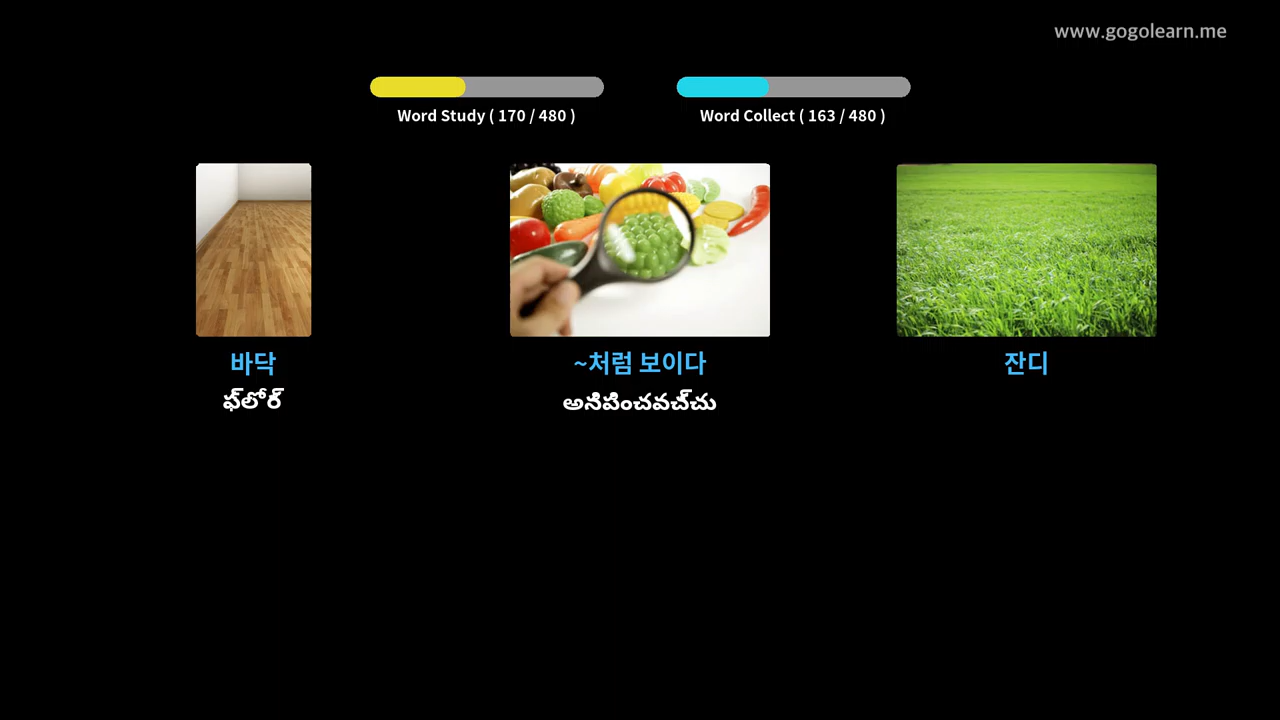 www.gogolearn.me
Word Study ( 170 / 480 )
Word Collect ( 163 / 480 )
바닥
~처럼 보이다
잔디
ఫ్‌లోర్
అనిపించవచ్చు